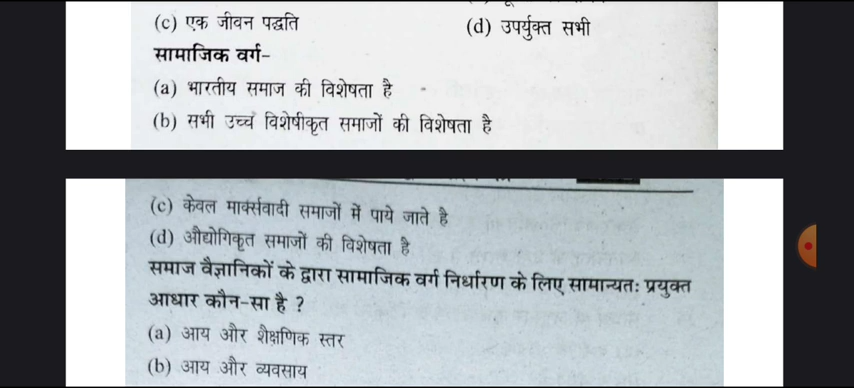 (c) एक जीवन पद्धति
(d) उपर्युक्त सभी
सामाजिक वर्ग-
(a) भारतीय समाज की विशेषता है
(b) सभी उच्च विशेषीकृत समाजों की विशेषता है
(c) केवल मार्क्सवादी समाजों में पाये जाते है
(d) औद्योगिकृत समाजों की विशेषता है
समाज वैज्ञानिकों के द्वारा सामाजिक वर्ग निर्धारण के लिए सामान्यतः प्रयुक्त
आधार कौन-सा है ?
(a) आय और शैक्षणिक स्तर
(b) आय और व्यवसाय